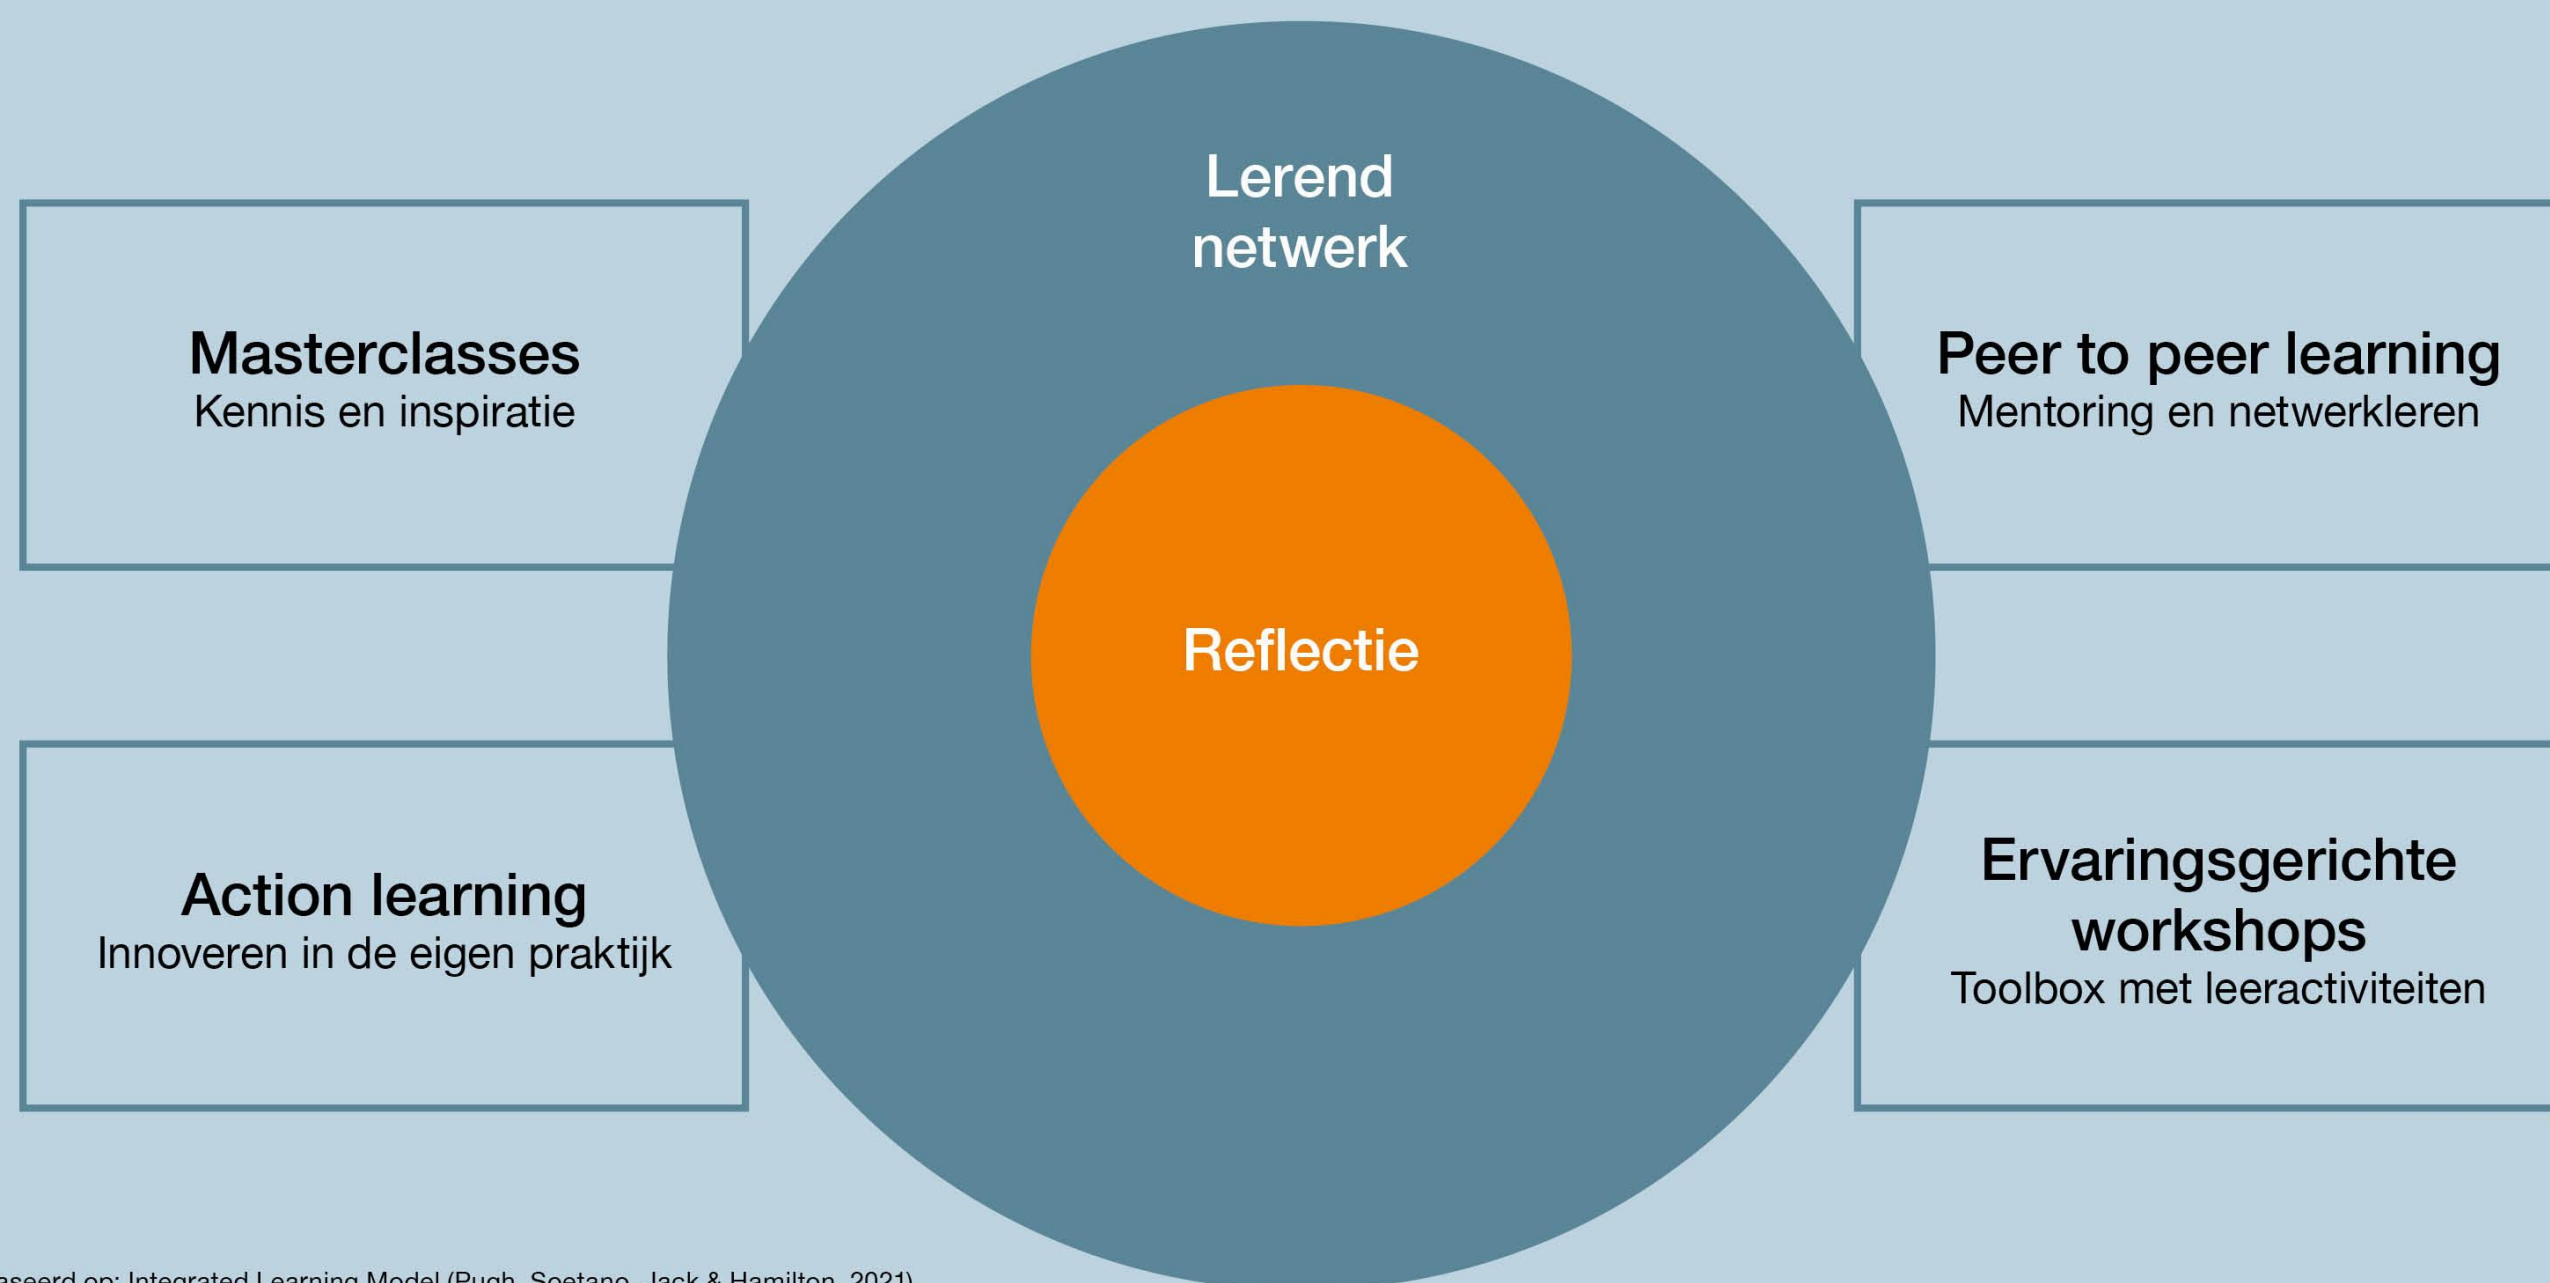 Lerend
netwerk
Masterclasses
Kennis en inspiratie
Peer to peer learning
Mentoring en netwerkleren
Reflectie
Action learning
Innoveren in de eigen praktijk
Ervaringsgerichte
workshops
Toolbox met leeractiviteiten
op: Integrated Learning Model (Pugh, Soetano, Jack & Hamilton, 2021)